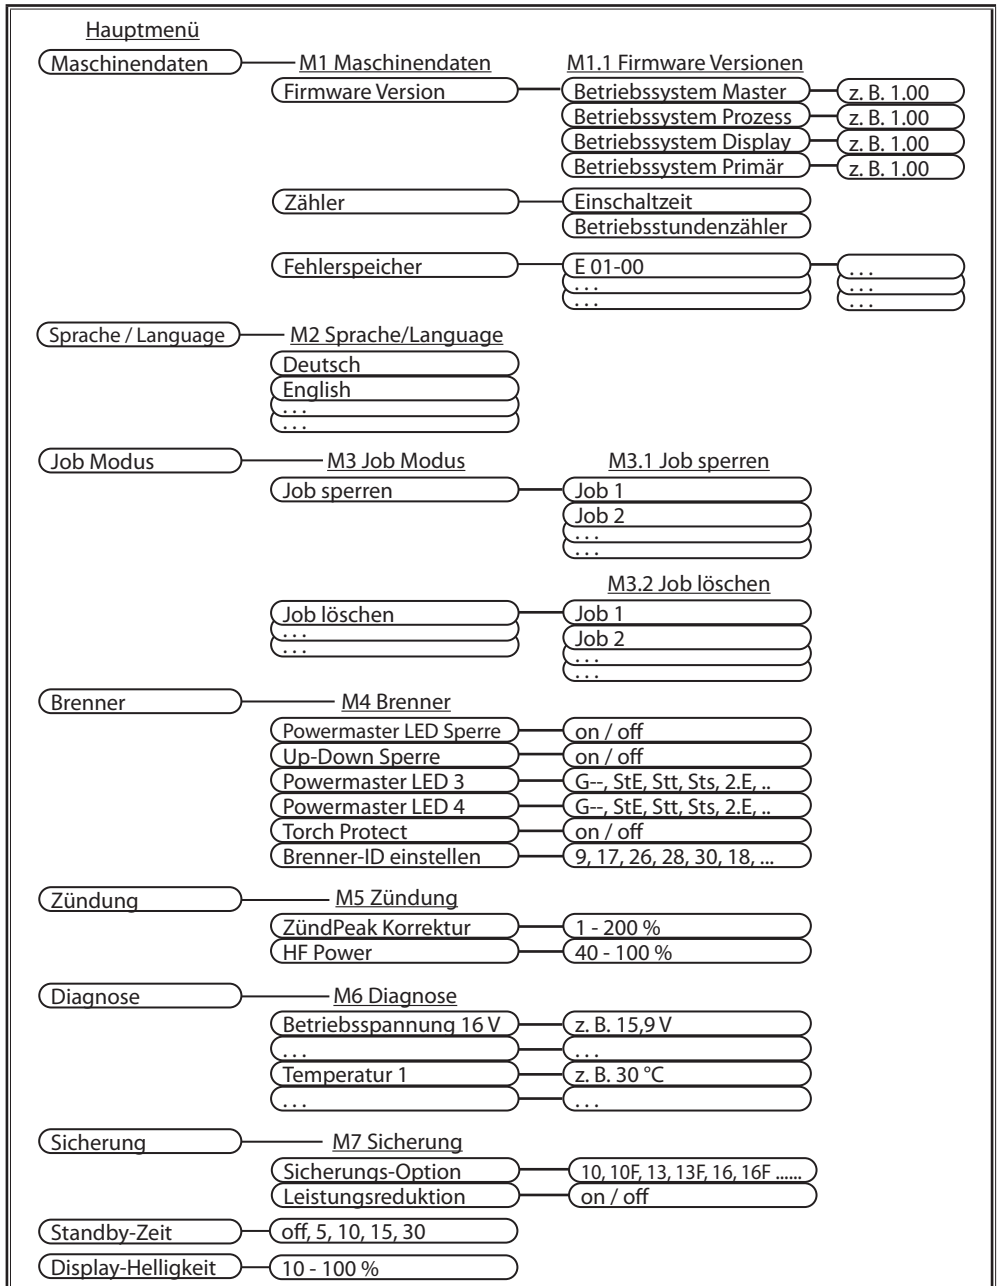 Hauptmenü
Maschinendaten M1 Maschinendaten M1.1 Firmware Versionen
Firmware Version Betriebssystem Master z. B. 1.00
Betriebssystem Prozess z. B. 1.00
Betriebssystem Display z. B. 1.00
Betriebssystem Primär z. B. 1.00
Zähler Einschaltzeit
Betriebsstundenzähler
Fehlerspeicher E 01-00 . . .
. . . . . .
. . . . . .
Sprache / Language M2 Sprache/Language
Deutsch
English
. . .
. . .
Job Modus M3 Job Modus M3.1 Job sperren
Job sperren Job 1
Job 2
. . .
. . .
M3.2 Job löschen
Job löschen Job 1
. . . Job 2
. . . . . .
. . .
Brenner M4 Brenner
Powermaster LED Sperre on / off
Up-Down Sperre on / off
Powermaster LED 3 G--, StE, Stt, Sts, 2.E, ..
Powermaster LED 4 G--, StE, Stt, Sts, 2.E, ..
Torch Protect on / off
Brenner-ID einstellen 9, 17, 26, 28, 30, 18, ...
Zündung M5 Zündung
ZündPeak Korrektur 1 - 200 %
HF Power 40 - 100 %
Diagnose M6 Diagnose
Betriebsspannung 16 V z. B. 15,9 V
. . . . . .
Temperatur 1 z. B. 30 °C
. . . . . .
Sicherung M7 Sicherung
Sicherungs-Option 10, 10F, 13, 13F, 16, 16F ......
Leistungsreduktion on / off
Standby-Zeit off, 5, 10, 15, 30
Display-Helligkeit 10 - 100 %